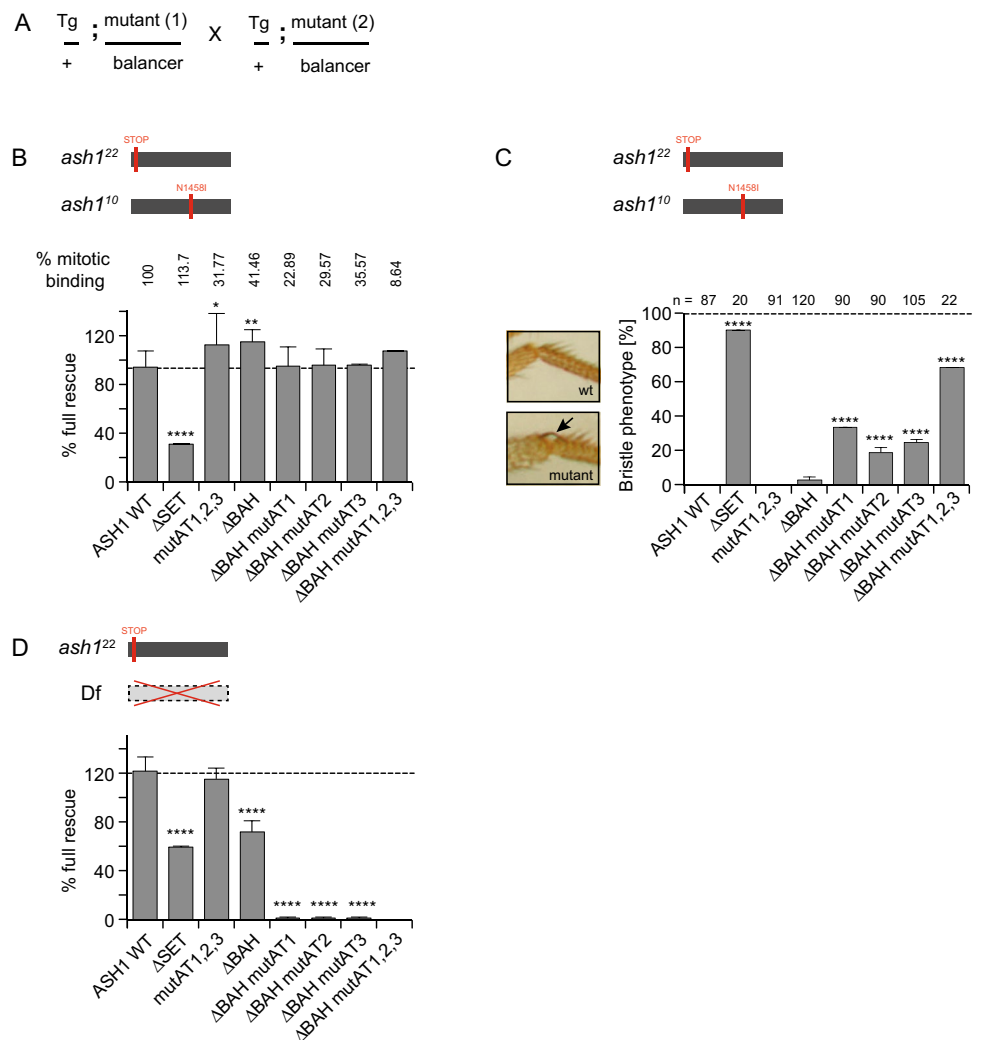 A
Tg ; mutant (1) X Tg ; mutant (2)
+ balancer + balancer
B
STOP
ash1²²
N1458I
ash1¹⁰
% mitotic binding
100 113.7 31.77 41.46 22.89 29.57 35.57 8.64
% full rescue
120
80
40
0
**** * **
ASH1 WT
ΔSET
mutAT1,2,3
ΔBAH
ΔBAH mutAT1
ΔBAH mutAT2
ΔBAH mutAT3
ΔBAH mutAT1,2,3
C
STOP
ash1²²
N1458I
ash1¹⁰
wt
mutant
n = 87 20 91 120 90 90 105 22
Bristle phenotype [%]
100
80
60
40
20
0
**** **** **** **** ****
ASH1 WT
ΔSET
mutAT1,2,3
ΔBAH
ΔBAH mutAT1
ΔBAH mutAT2
ΔBAH mutAT3
ΔBAH mutAT1,2,3
D
STOP
ash1²²
Df
% full rescue
120
80
40
0
**** **** **** **** ****
ASH1 WT
ΔSET
mutAT1,2,3
ΔBAH
ΔBAH mutAT1
ΔBAH mutAT2
ΔBAH mutAT3
ΔBAH mutAT1,2,3